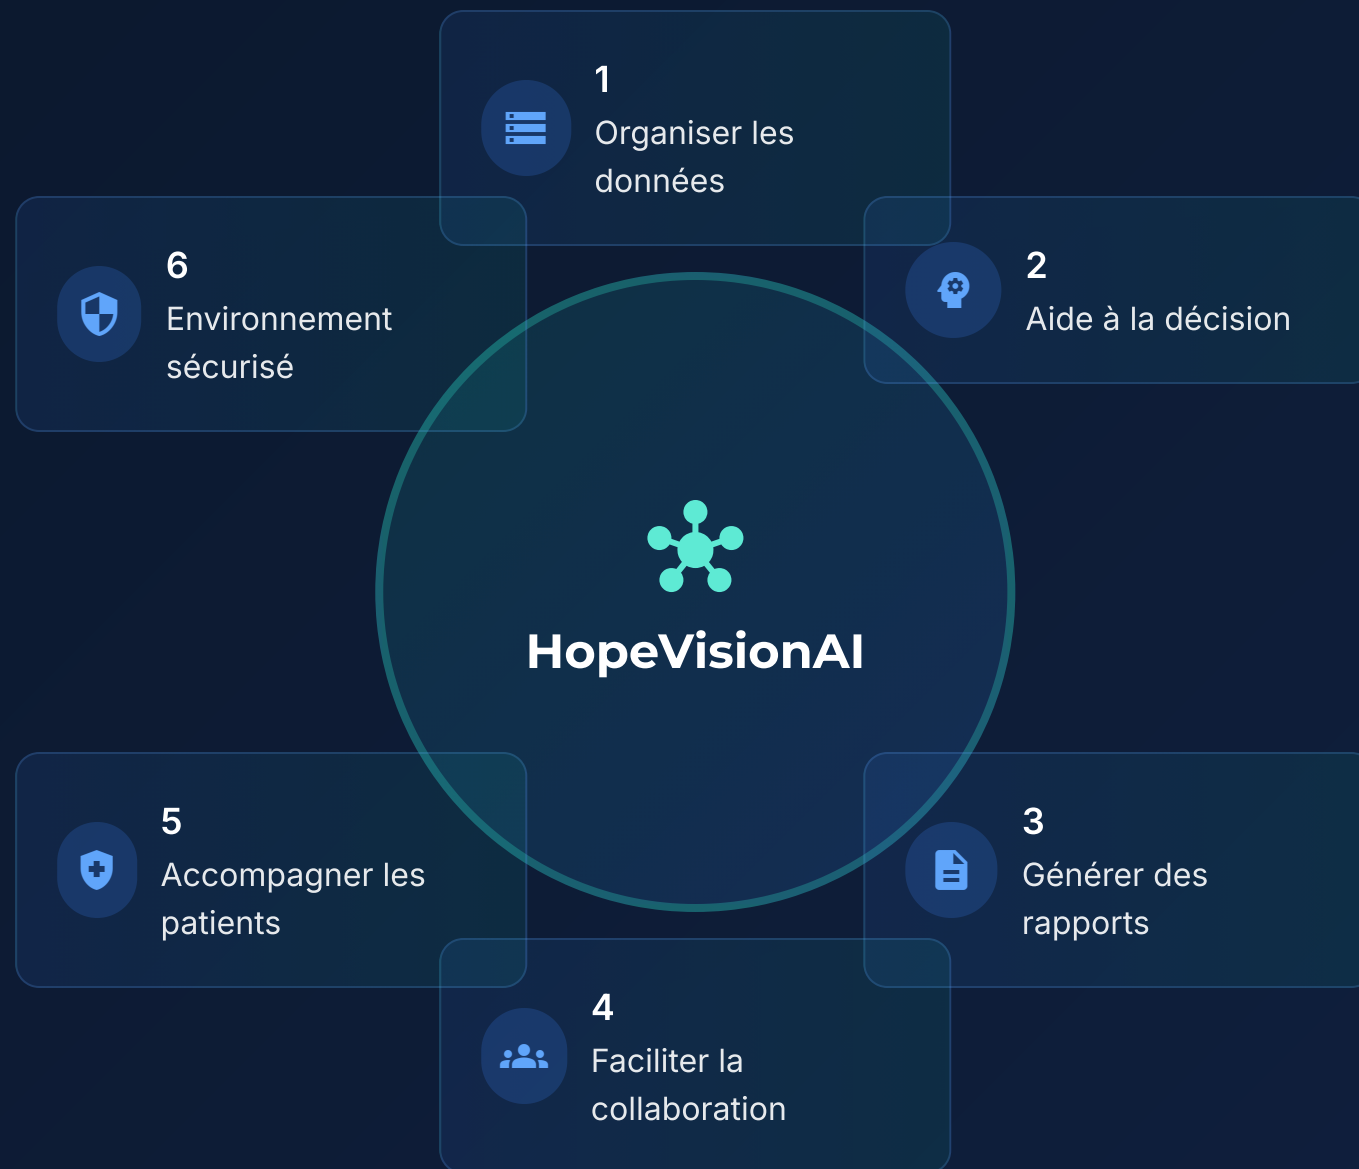 1
Organiser les
données
2
Aide à la décision
3
Générer des
rapports
4
Faciliter la
collaboration
5
Accompagner les
patients
6
Environnement
sécurisé
HopeVisionAI